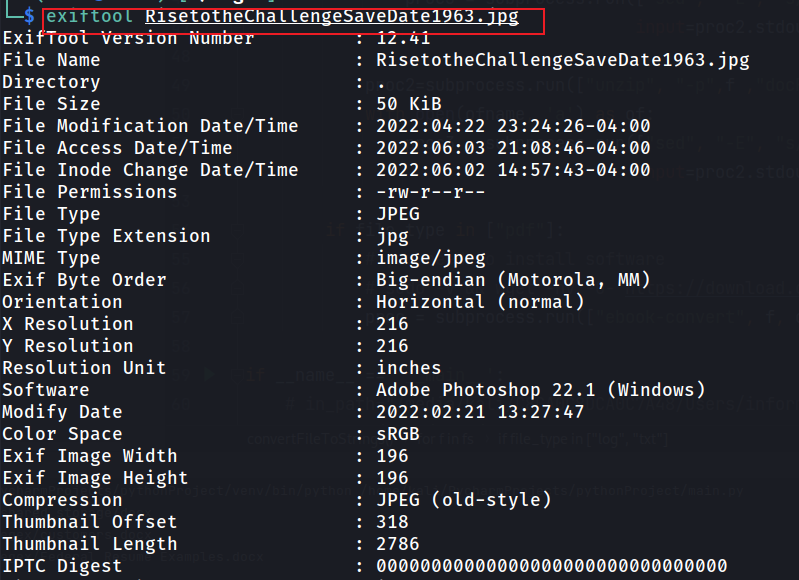 $ exiftool RisetotheChallengeSaveDate1963.jpg
ExifTool Version Number : 12.41
File Name : RisetotheChallengeSaveDate1963.jpg
Directory : .
File Size : 50 KiB
File Modification Date/Time : 2022:04:22 23:24:26-04:00
File Access Date/Time : 2022:06:03 21:08:46-04:00
File Inode Change Date/Time : 2022:06:02 14:57:43-04:00
File Permissions : -rw-r--r--
File Type : JPEG
File Type Extension : jpg
MIME Type : image/jpeg
Exif Byte Order : Big-endian (Motorola, MM)
Orientation : Horizontal (normal)
X Resolution : 216
Y Resolution : 216
Resolution Unit : inches
Software : Adobe Photoshop 22.1 (Windows)
Modify Date : 2022:02:21 13:27:47
Color Space : sRGB
Exif Image Width : 196
Exif Image Height : 196
Compression : JPEG (old-style)
Thumbnail Offset : 318
Thumbnail Length : 2786
IPTC Digest : 00000000000000000000000000000000